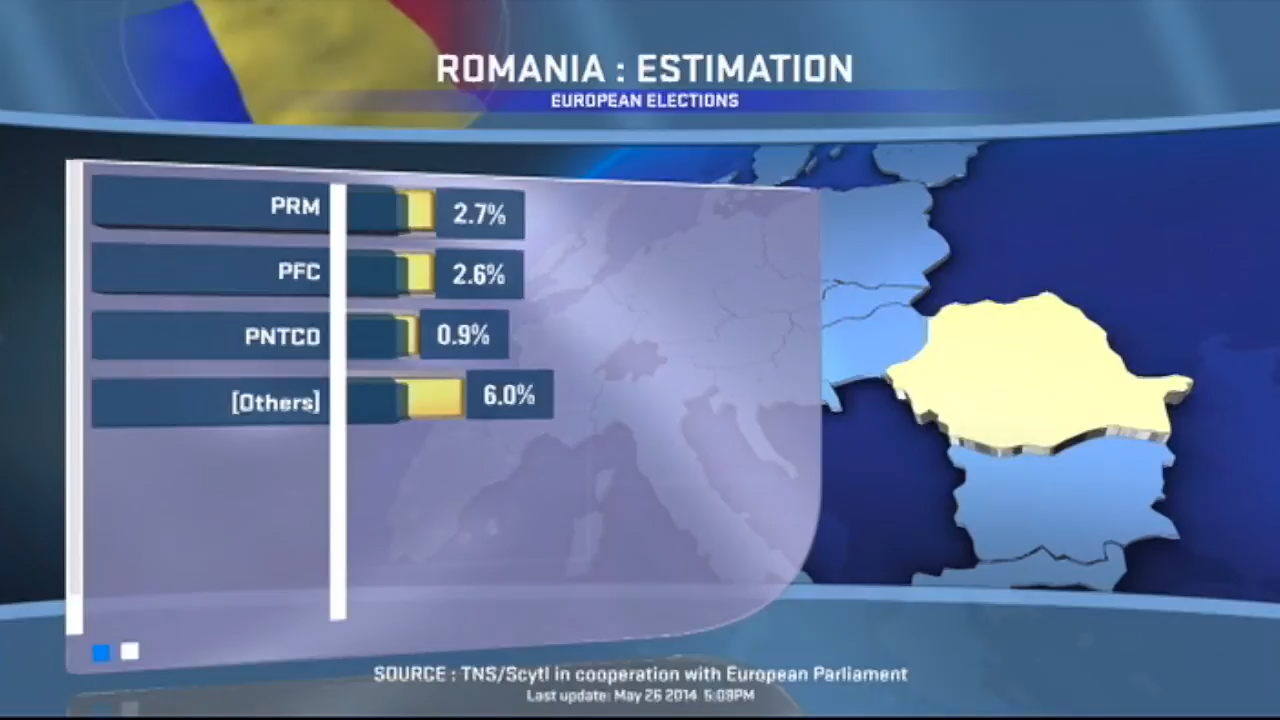 ROMANIA : ESTIMATION
EUROPEAN ELECTIONS
PRM 2.7%
PFC 2.6%
PNTCD 0.9%
[Others] 6.0%
SOURCE : TNS/Scytl in cooperation with European Parliament
Last update: May 26 2014 5:09PM